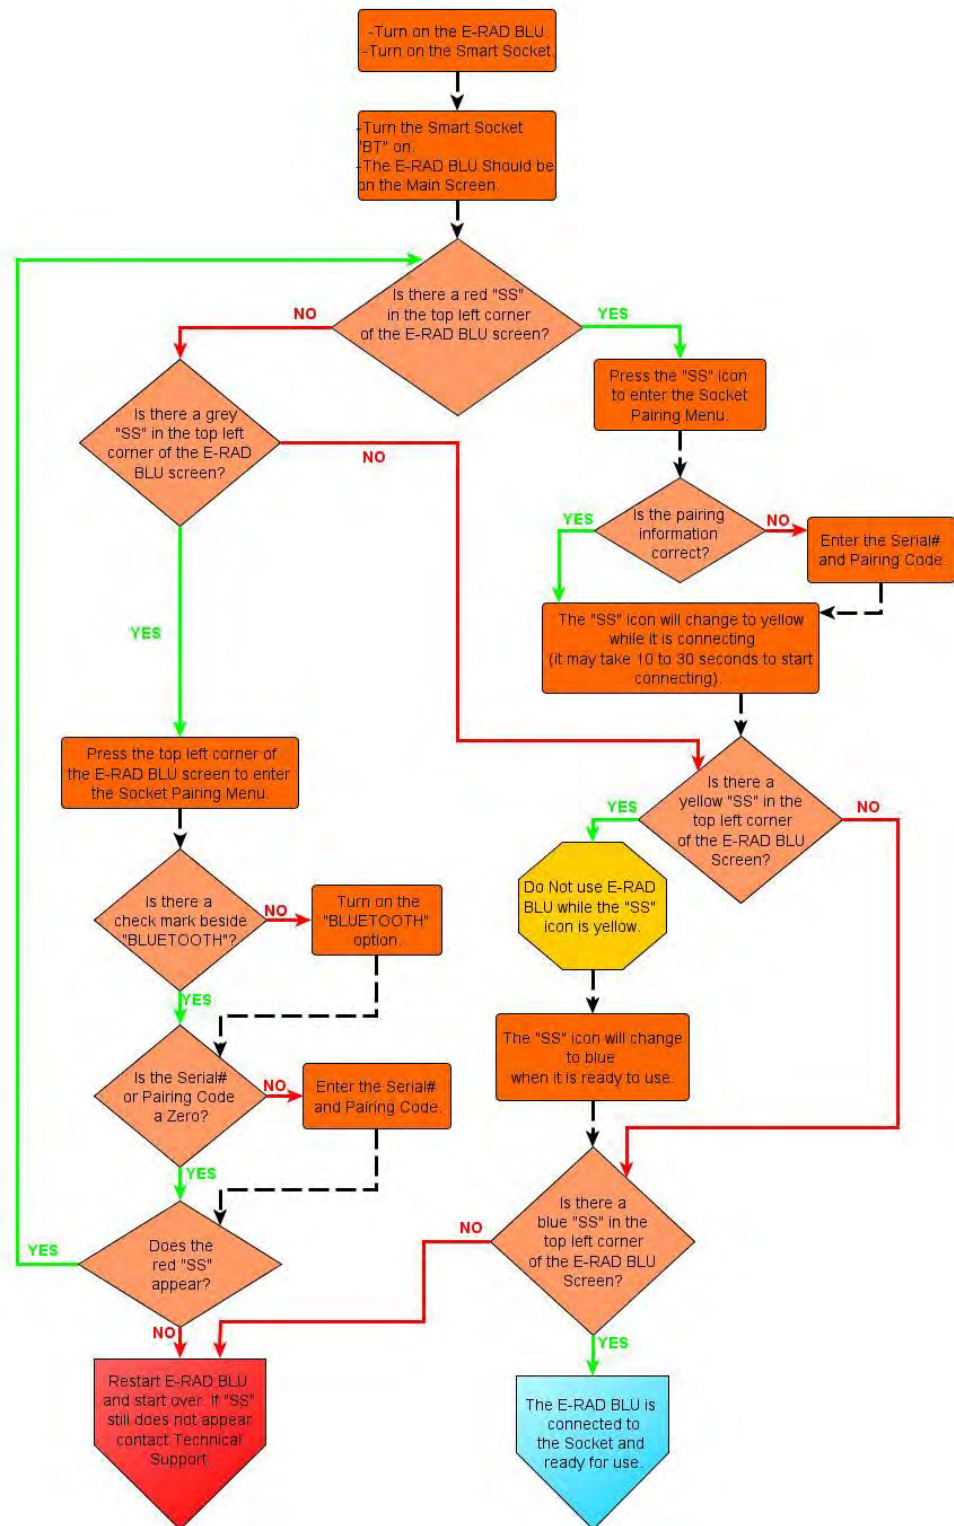 -Turn on the E-RAD BLU.
-Turn on the Smart Socket.
-Turn the Smart Socket
"BT" on.
-The E-RAD BLU Should be
on the Main Screen.
Is there a red "SS"
in the top left corner
of the E-RAD BLU screen?
NO
YES
Press the "SS" icon
to enter the Socket
Pairing Menu.
Is there a grey
"SS" in the top left
corner of the E-RAD
BLU screen?
NO
YES
Is the pairing
information
correct?
YES
NO
Enter the Serial#
and Pairing Code.
The "SS" icon will change to yellow
while it is connecting
(it may take 10 to 30 seconds to start
connecting).
Press the top left corner of
the E-RAD BLU screen to enter
the Socket Pairing Menu.
Is there a
yellow "SS" in the
top left corner
of the E-RAD BLU
Screen?
YES
NO
Do Not use E-RAD
BLU while the "SS"
icon is yellow.
Is there a
check mark beside
"BLUETOOTH"?
NO
YES
Turn on the
"BLUETOOTH"
option.
The "SS" icon will change
to blue
when it is ready to use.
Is the Serial#
or Pairing Code
a Zero?
NO
YES
Enter the Serial#
and Pairing Code.
Is there a
blue "SS" in the
top left corner
of the E-RAD BLU
Screen?
NO
YES
Does the
red "SS"
appear?
YES
NO
Restart E-RAD BLU
and start over. If "SS"
still does not appear
contact Technical
Support
The E-RAD BLU is
connected to
the Socket and
ready for use.